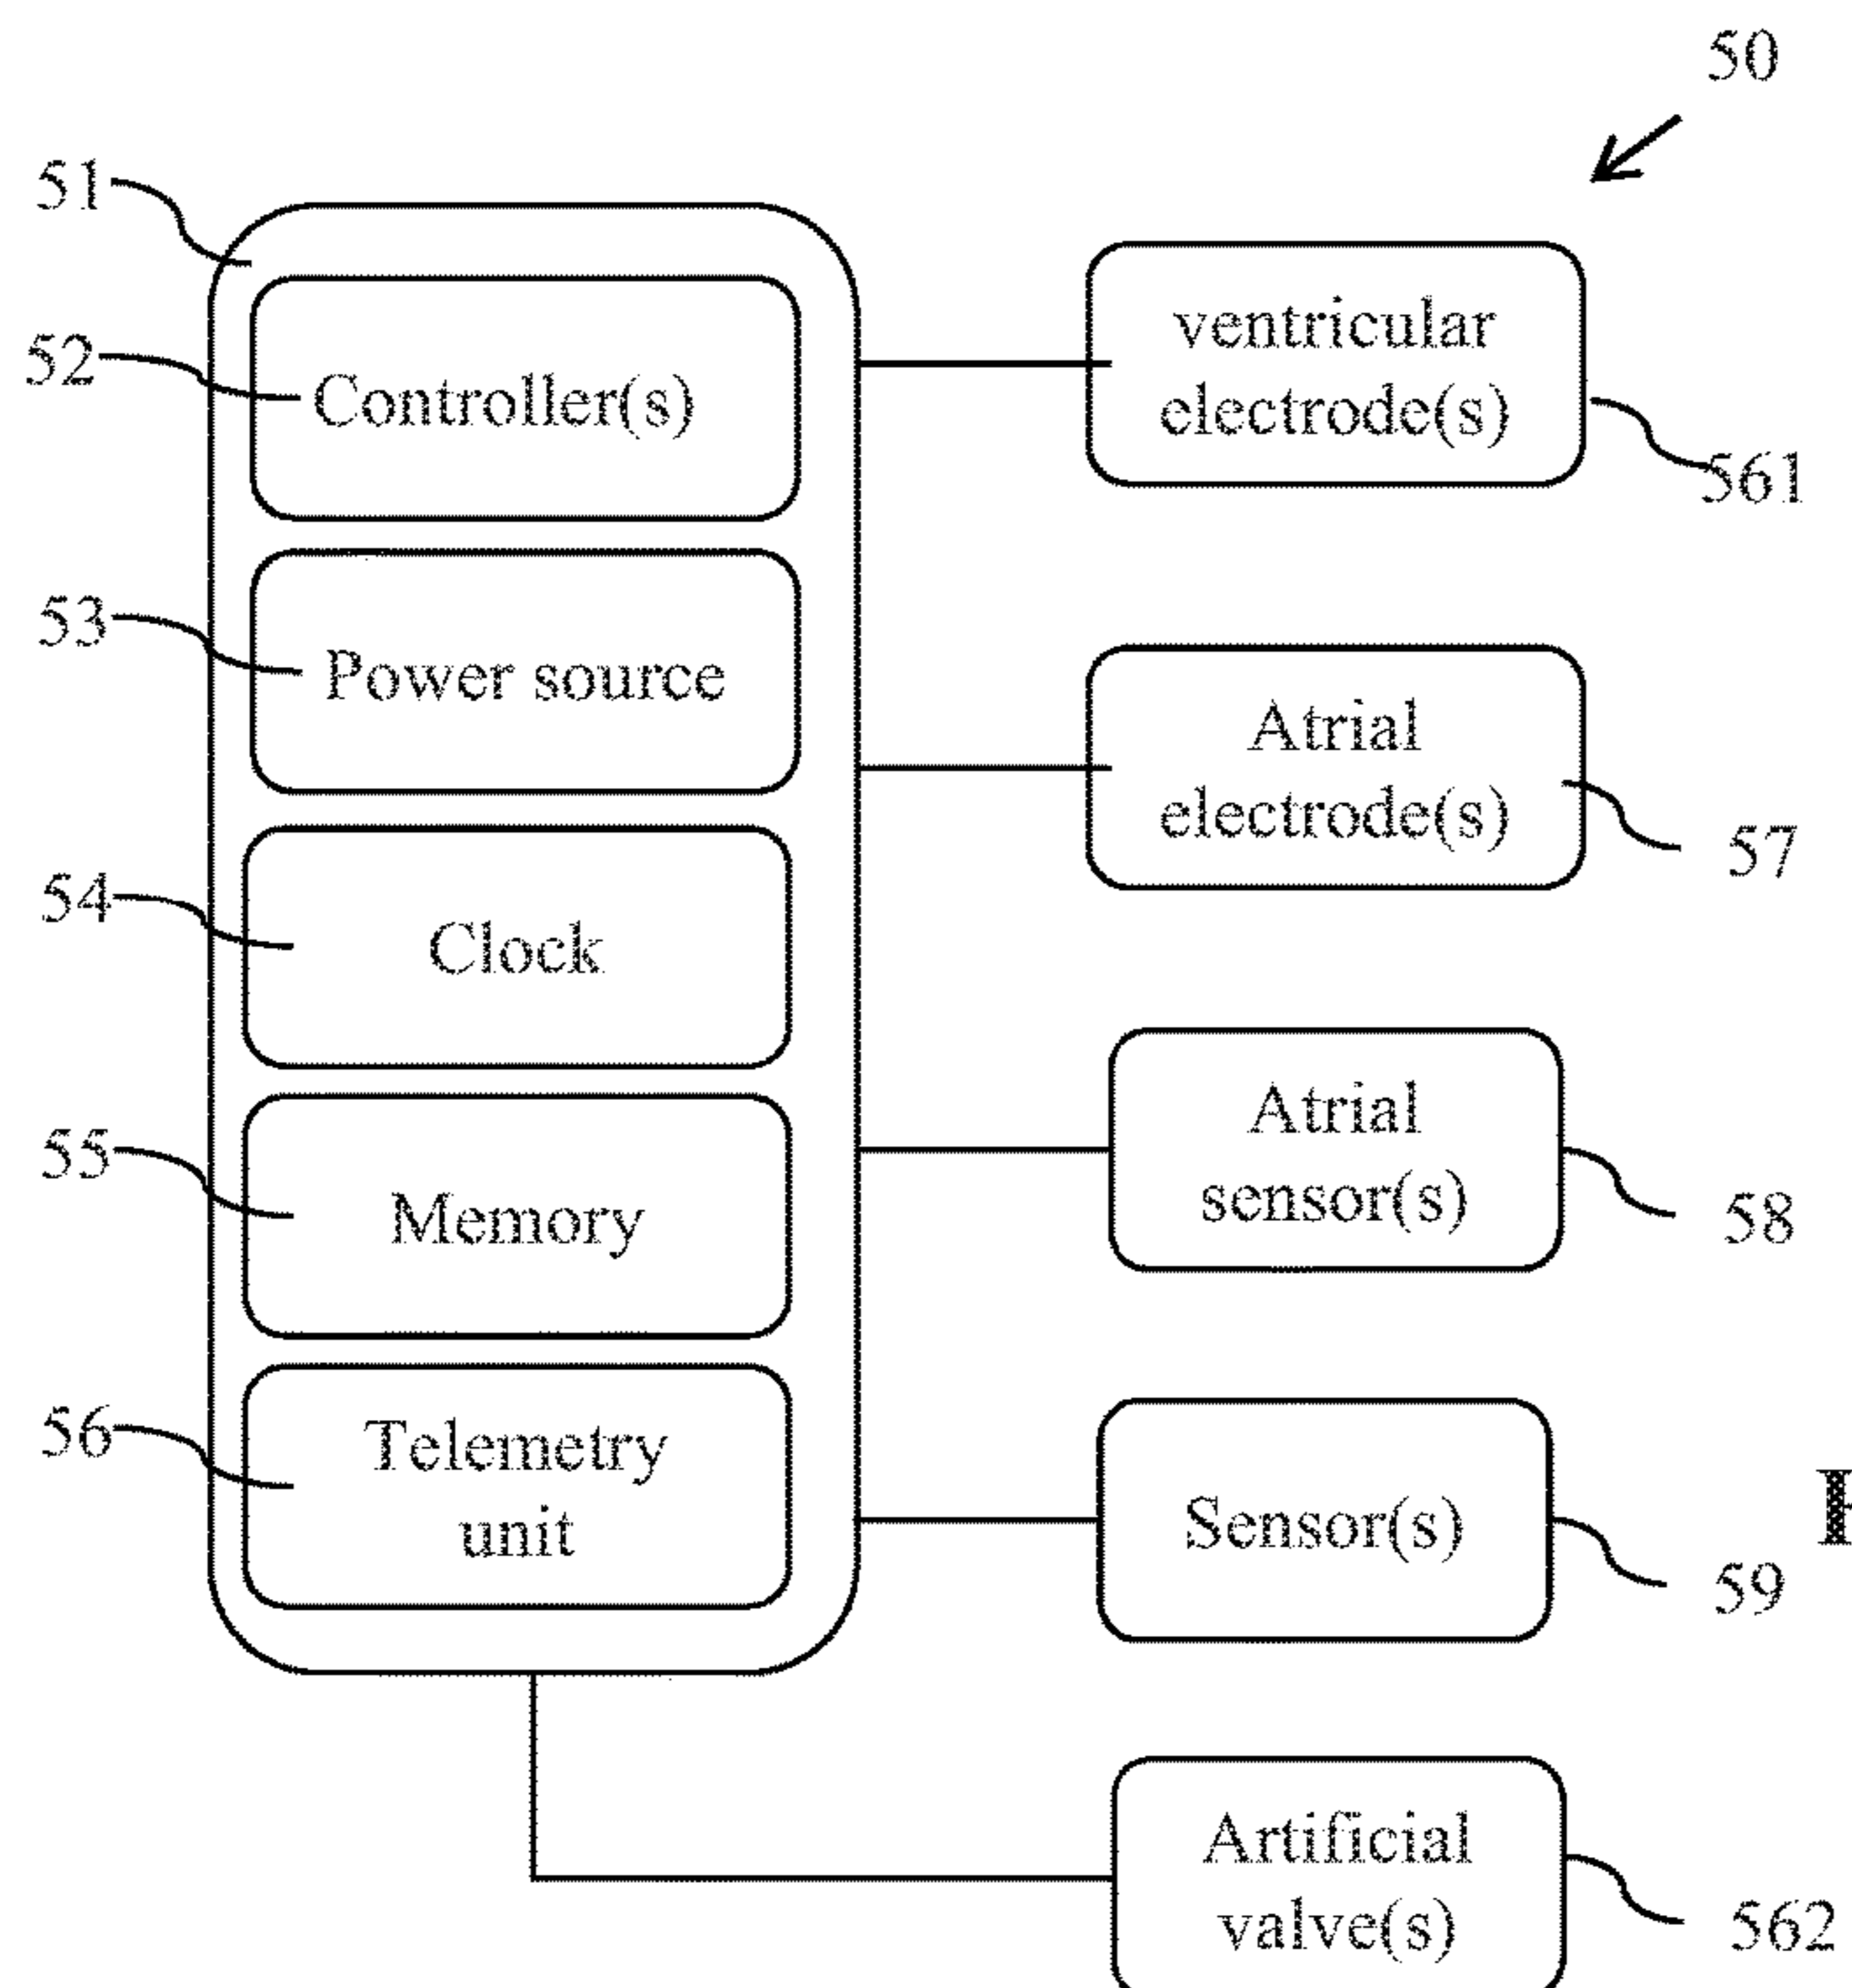 50
51
52
Controller(s)
ventricular
electrode(s)
561
53
Power source
Atrial
electrode(s)
57
54
Clock
Atrial
sensor(s)
58
55
Memory
56
Telemetry
unit
Sensor(s)
59
Artificial
valve(s)
562